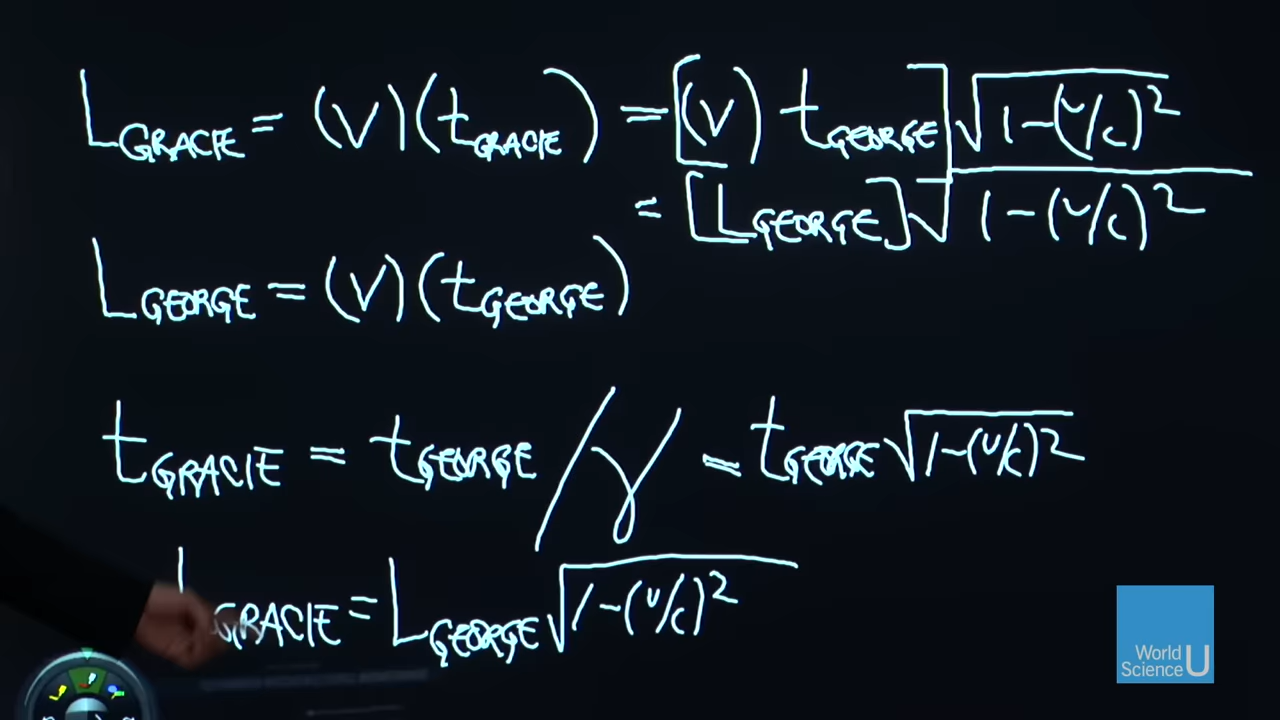 L_GRACIE = (V)(t_GRACIE) = [(V) t_GEORGE] √(1-(v/c)²)
= [L_GEORGE] √(1-(v/c)²)
L_GEORGE = (V)(t_GEORGE)
t_GRACIE = t_GEORGE / γ = t_GEORGE √(1-(v/c)²)
L_GRACIE = L_GEORGE √(1-(v/c)²)
World
Science U